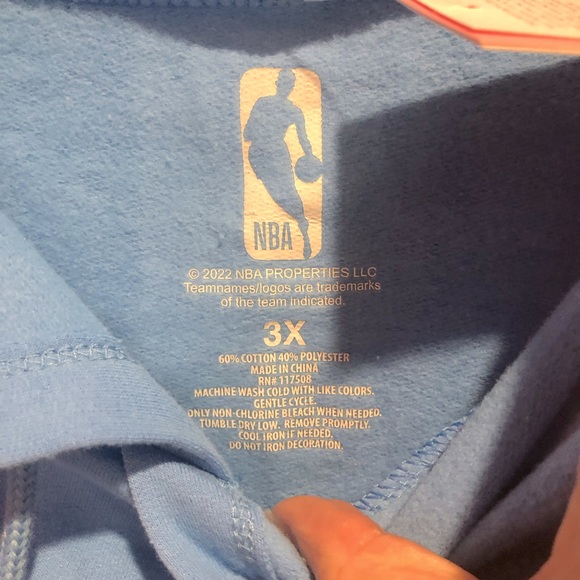 NBA
© 2022 NBA PROPERTIES LLC
Teamnames/logos are trademarks
of the team indicated.
3X
60% COTTON 40% POLYESTER
MADE IN CHINA
RN# 117508
MACHINE WASH COLD WITH LIKE COLORS.
GENTLE CYCLE.
ONLY NON-CHLORINE BLEACH WHEN NEEDED.
TUMBLE DRY LOW. REMOVE PROMPTLY.
COOL IRON IF NEEDED.
DO NOT IRON DECORATION.